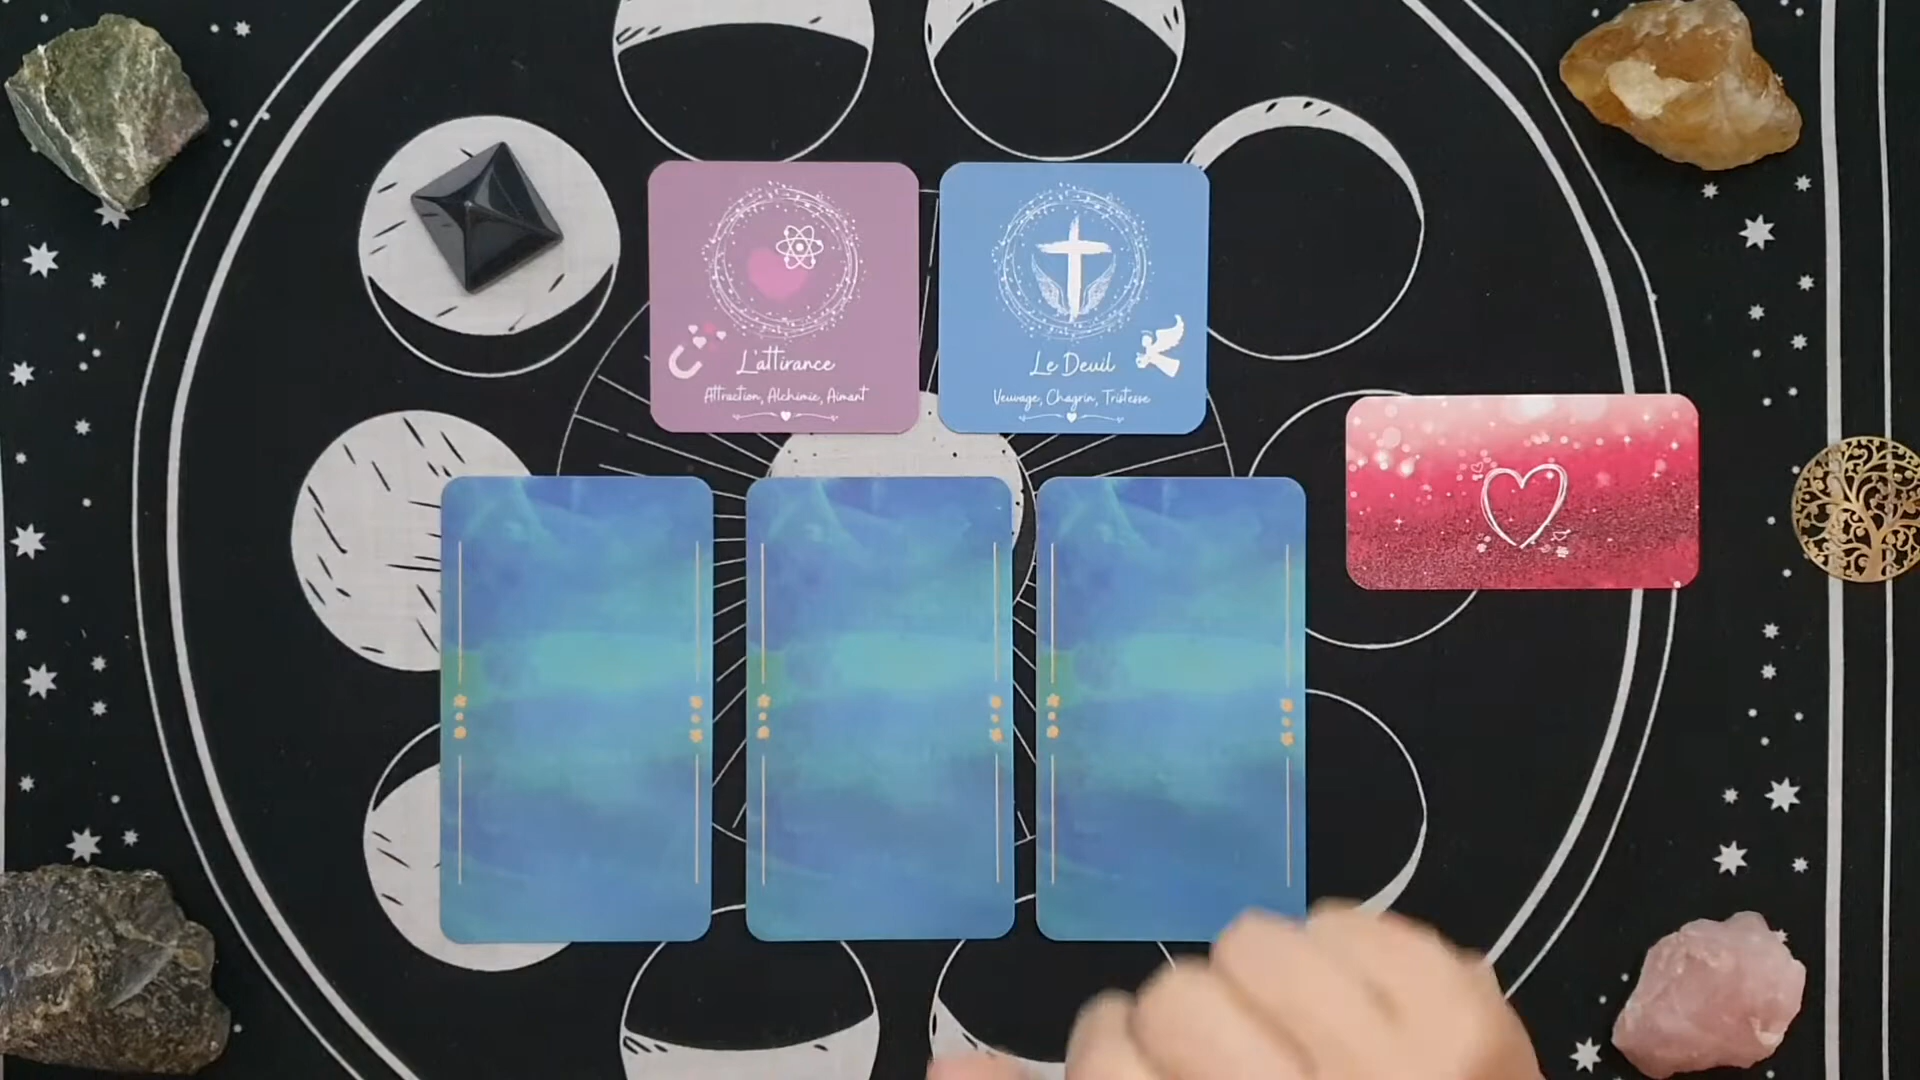 L'attirance
Attraction, Alchimie, Aimant
Le Deuil
Veuvage, Chagrin, Tristesse